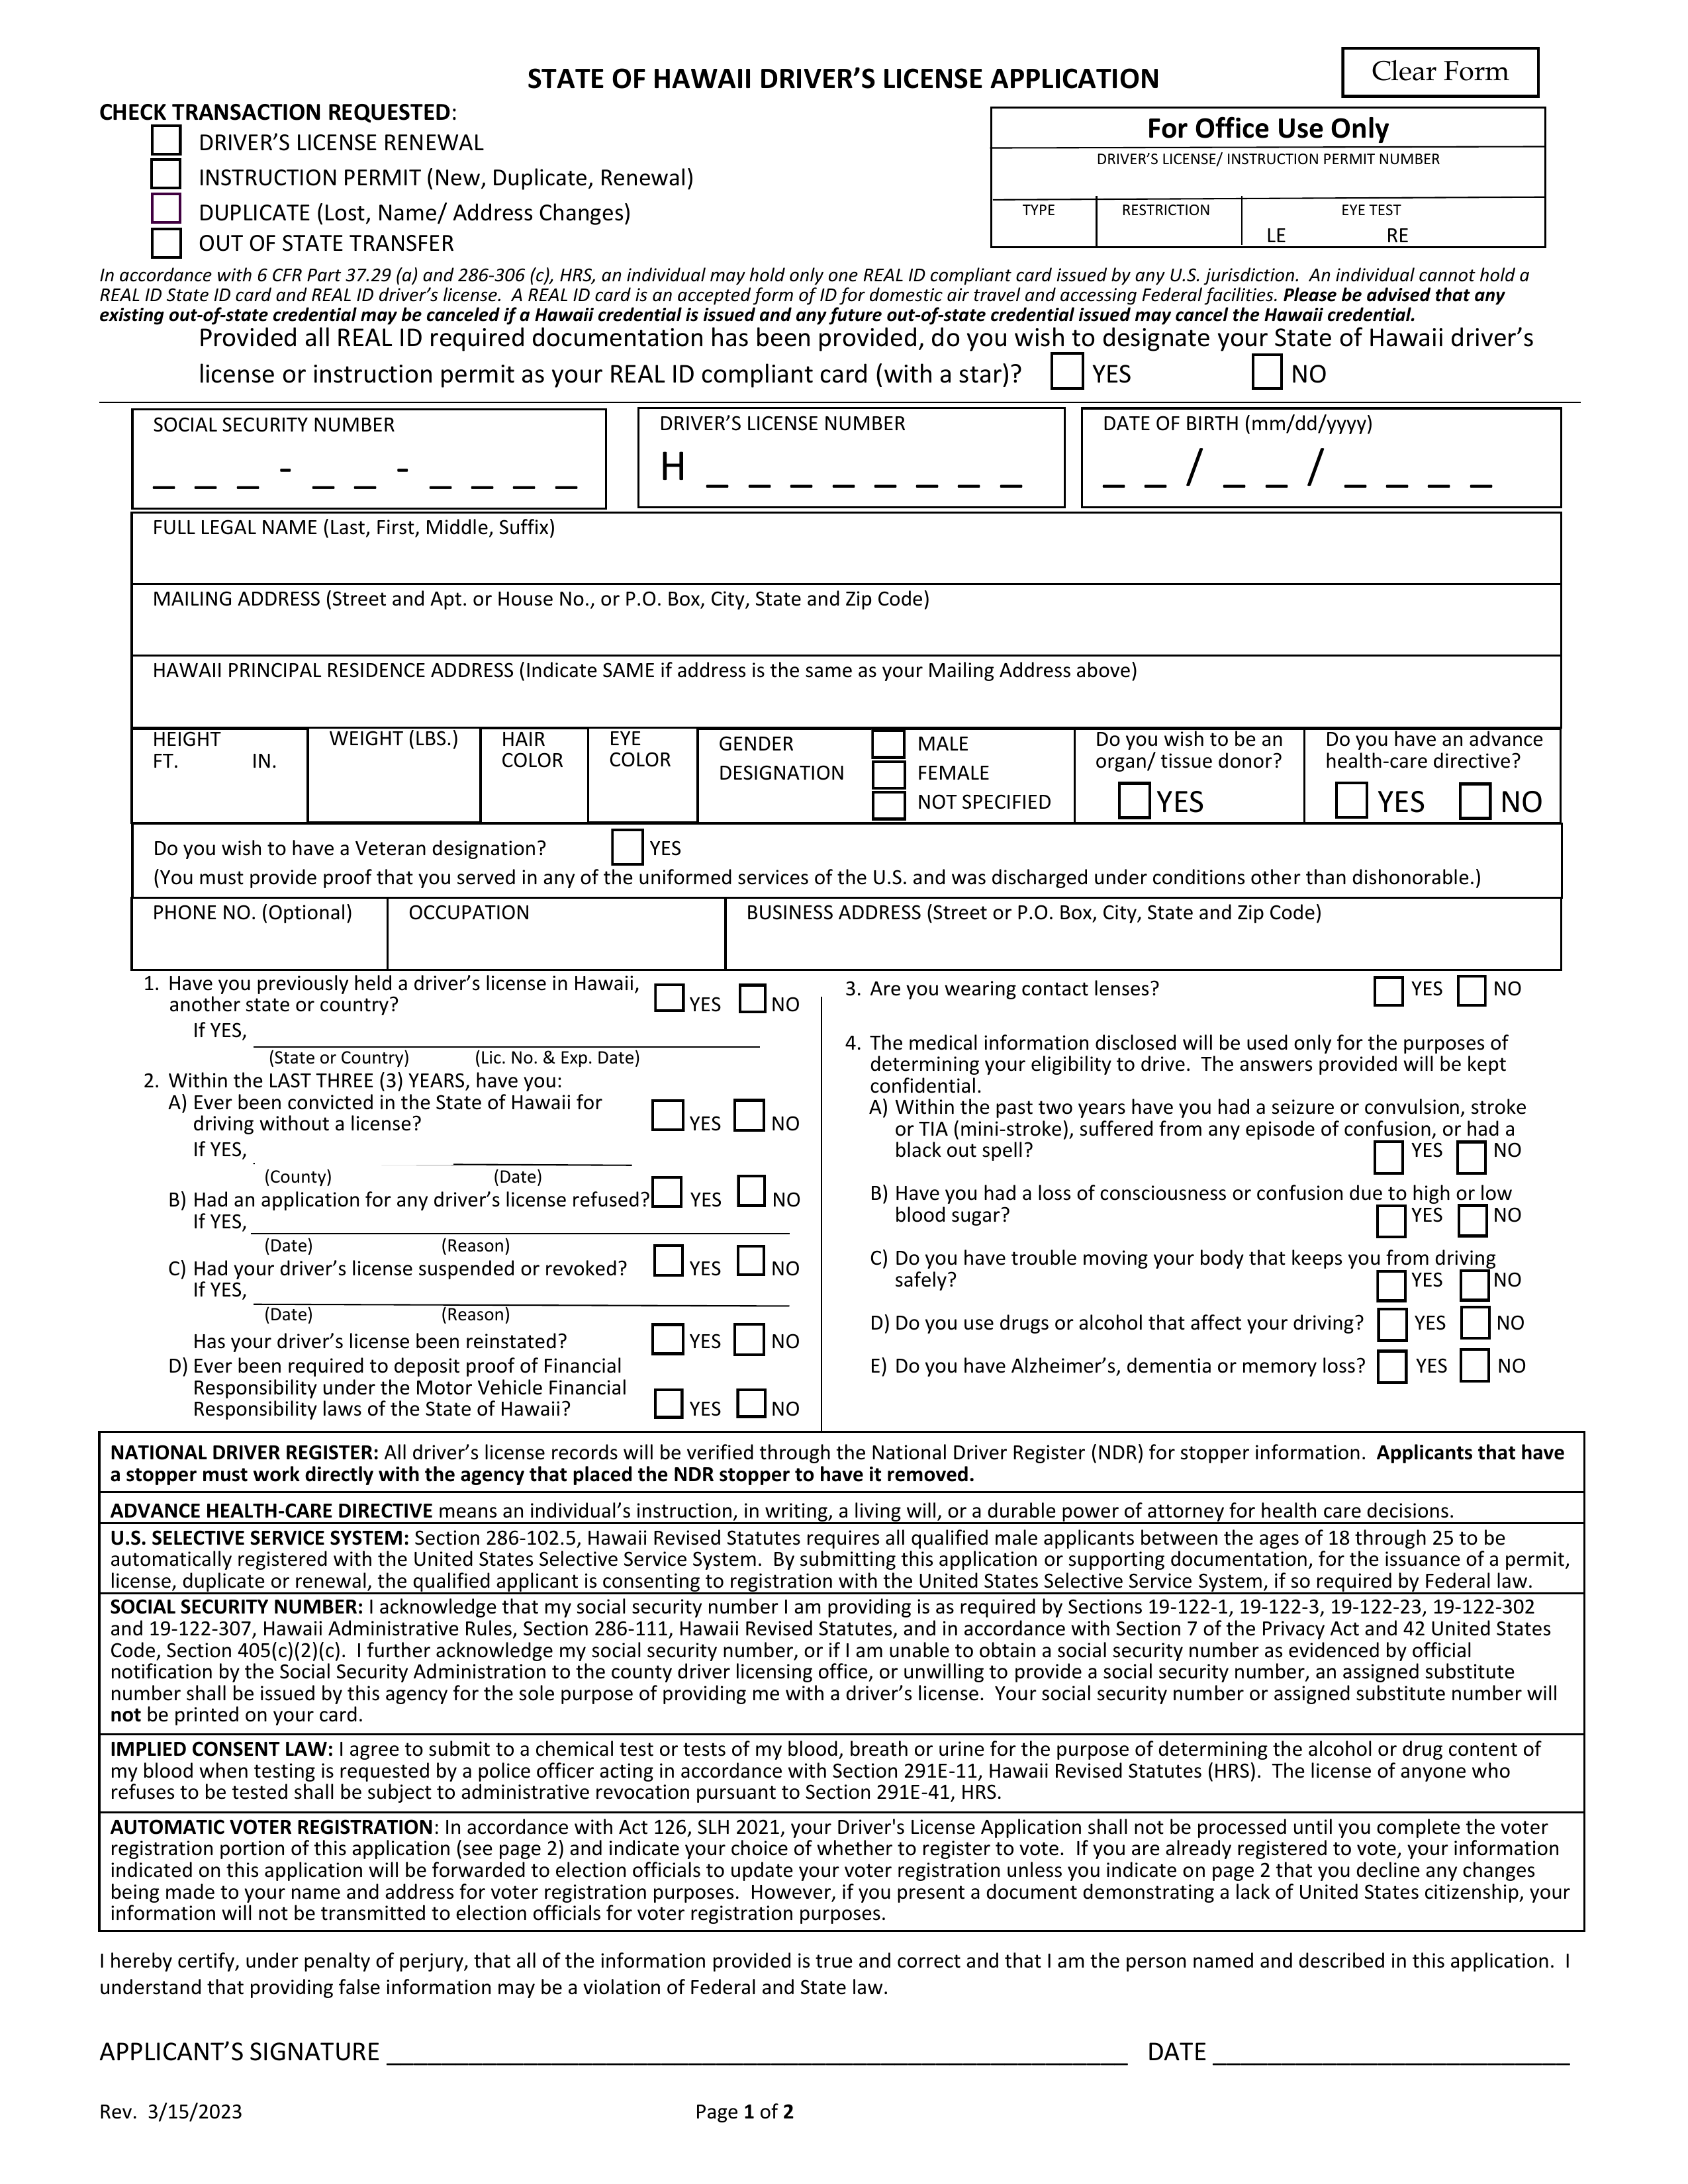 Clear Form
STATE OF HAWAII DRIVER’S LICENSE APPLICATION
CHECK TRANSACTION REQUESTED:
DRIVER’S LICENSE RENEWAL
INSTRUCTION PERMIT (New, Duplicate, Renewal)
DUPLICATE (Lost, Name/ Address Changes)
OUT OF STATE TRANSFER
For Office Use Only
DRIVER’S LICENSE/ INSTRUCTION PERMIT NUMBER
TYPE RESTRICTION EYE TEST
LE RE
In accordance with 6 CFR Part 37.29 (a) and 286-306 (c), HRS, an individual may hold only one REAL ID compliant card issued by any U.S. jurisdiction. An individual cannot hold a
REAL ID State ID card and REAL ID driver’s license. A REAL ID card is an accepted form of ID for domestic air travel and accessing Federal facilities. Please be advised that any
existing out-of-state credential may be canceled if a Hawaii credential is issued and any future out-of-state credential issued may cancel the Hawaii credential.
Provided all REAL ID required documentation has been provided, do you wish to designate your State of Hawaii driver’s
license or instruction permit as your REAL ID compliant card (with a star)? YES NO
SOCIAL SECURITY NUMBER
_ _ _ - _ _ - _ _ _ _
DRIVER’S LICENSE NUMBER
H _ _ _ _ _ _ _ _
DATE OF BIRTH (mm/dd/yyyy)
_ _ / _ _ / _ _ _ _
FULL LEGAL NAME (Last, First, Middle, Suffix)
MAILING ADDRESS (Street and Apt. or House No., or P.O. Box, City, State and Zip Code)
HAWAII PRINCIPAL RESIDENCE ADDRESS (Indicate SAME if address is the same as your Mailing Address above)
HEIGHT
FT. IN.
WEIGHT (LBS.)
HAIR
COLOR
EYE
COLOR
GENDER
DESIGNATION
MALE
FEMALE
NOT SPECIFIED
Do you wish to be an
organ/ tissue donor?
YES
Do you have an advance
health-care directive?
YES NO
Do you wish to have a Veteran designation? YES
(You must provide proof that you served in any of the uniformed services of the U.S. and was discharged under conditions other than dishonorable.)
PHONE NO. (Optional) OCCUPATION BUSINESS ADDRESS (Street or P.O. Box, City, State and Zip Code)
1. Have you previously held a driver’s license in Hawaii,
another state or country? YES NO
If YES,
(State or Country) (Lic. No. & Exp. Date)
2. Within the LAST THREE (3) YEARS, have you:
A) Ever been convicted in the State of Hawaii for
driving without a license? YES NO
If YES,
(County) (Date)
B) Had an application for any driver’s license refused? YES NO
If YES,
(Date) (Reason)
C) Had your driver’s license suspended or revoked? YES NO
If YES,
(Date) (Reason)
Has your driver’s license been reinstated? YES NO
D) Ever been required to deposit proof of Financial
Responsibility under the Motor Vehicle Financial
Responsibility laws of the State of Hawaii? YES NO
3. Are you wearing contact lenses? YES NO
4. The medical information disclosed will be used only for the purposes of
determining your eligibility to drive. The answers provided will be kept
confidential.
A) Within the past two years have you had a seizure or convulsion, stroke
or TIA (mini-stroke), suffered from any episode of confusion, or had a
black out spell? YES NO
B) Have you had a loss of consciousness or confusion due to high or low
blood sugar? YES NO
C) Do you have trouble moving your body that keeps you from driving
safely? YES NO
D) Do you use drugs or alcohol that affect your driving? YES NO
E) Do you have Alzheimer’s, dementia or memory loss? YES NO
NATIONAL DRIVER REGISTER: All driver’s license records will be verified through the National Driver Register (NDR) for stopper information. Applicants that have
a stopper must work directly with the agency that placed the NDR stopper to have it removed.
ADVANCE HEALTH-CARE DIRECTIVE means an individual’s instruction, in writing, a living will, or a durable power of attorney for health care decisions.
U.S. SELECTIVE SERVICE SYSTEM: Section 286-102.5, Hawaii Revised Statutes requires all qualified male applicants between the ages of 18 through 25 to be
automatically registered with the United States Selective Service System. By submitting this application or supporting documentation, for the issuance of a permit,
license, duplicate or renewal, the qualified applicant is consenting to registration with the United States Selective Service System, if so required by Federal law.
SOCIAL SECURITY NUMBER: I acknowledge that my social security number I am providing is as required by Sections 19-122-1, 19-122-3, 19-122-23, 19-122-302
and 19-122-307, Hawaii Administrative Rules, Section 286-111, Hawaii Revised Statutes, and in accordance with Section 7 of the Privacy Act and 42 United States
Code, Section 405(c)(2)(c). I further acknowledge my social security number, or if I am unable to obtain a social security number as evidenced by official
notification by the Social Security Administration to the county driver licensing office, or unwilling to provide a social security number, an assigned substitute
number shall be issued by this agency for the sole purpose of providing me with a driver’s license. Your social security number or assigned substitute number will
not be printed on your card.
IMPLIED CONSENT LAW: I agree to submit to a chemical test or tests of my blood, breath or urine for the purpose of determining the alcohol or drug content of
my blood when testing is requested by a police officer acting in accordance with Section 291E-11, Hawaii Revised Statutes (HRS). The license of anyone who
refuses to be tested shall be subject to administrative revocation pursuant to Section 291E-41, HRS.
AUTOMATIC VOTER REGISTRATION: In accordance with Act 126, SLH 2021, your Driver's License Application shall not be processed until you complete the voter
registration portion of this application (see page 2) and indicate your choice of whether to register to vote. If you are already registered to vote, your information
indicated on this application will be forwarded to election officials to update your voter registration unless you indicate on page 2 that you decline any changes
being made to your name and address for voter registration purposes. However, if you present a document demonstrating a lack of United States citizenship, your
information will not be transmitted to election officials for voter registration purposes.
I hereby certify, under penalty of perjury, that all of the information provided is true and correct and that I am the person named and described in this application. I
understand that providing false information may be a violation of Federal and State law.
APPLICANT’S SIGNATURE ____________________ DATE ____________________
Rev. 3/15/2023 Page 1 of 2